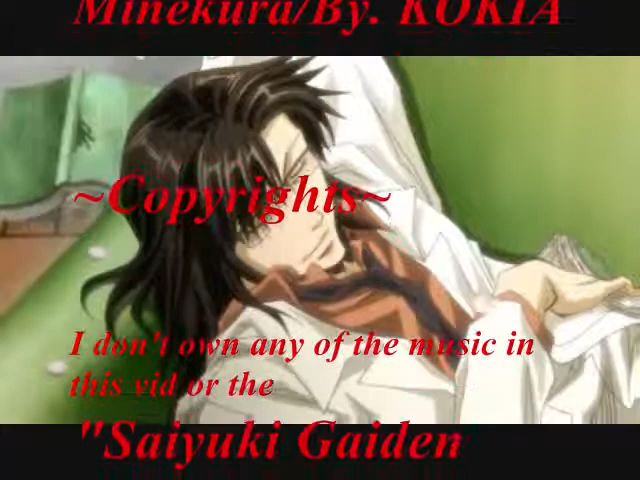 Minekura/By. KOKIA
~Copyrights~
I don't own any of the music in
this vid or the
"Saiyuki Gaiden